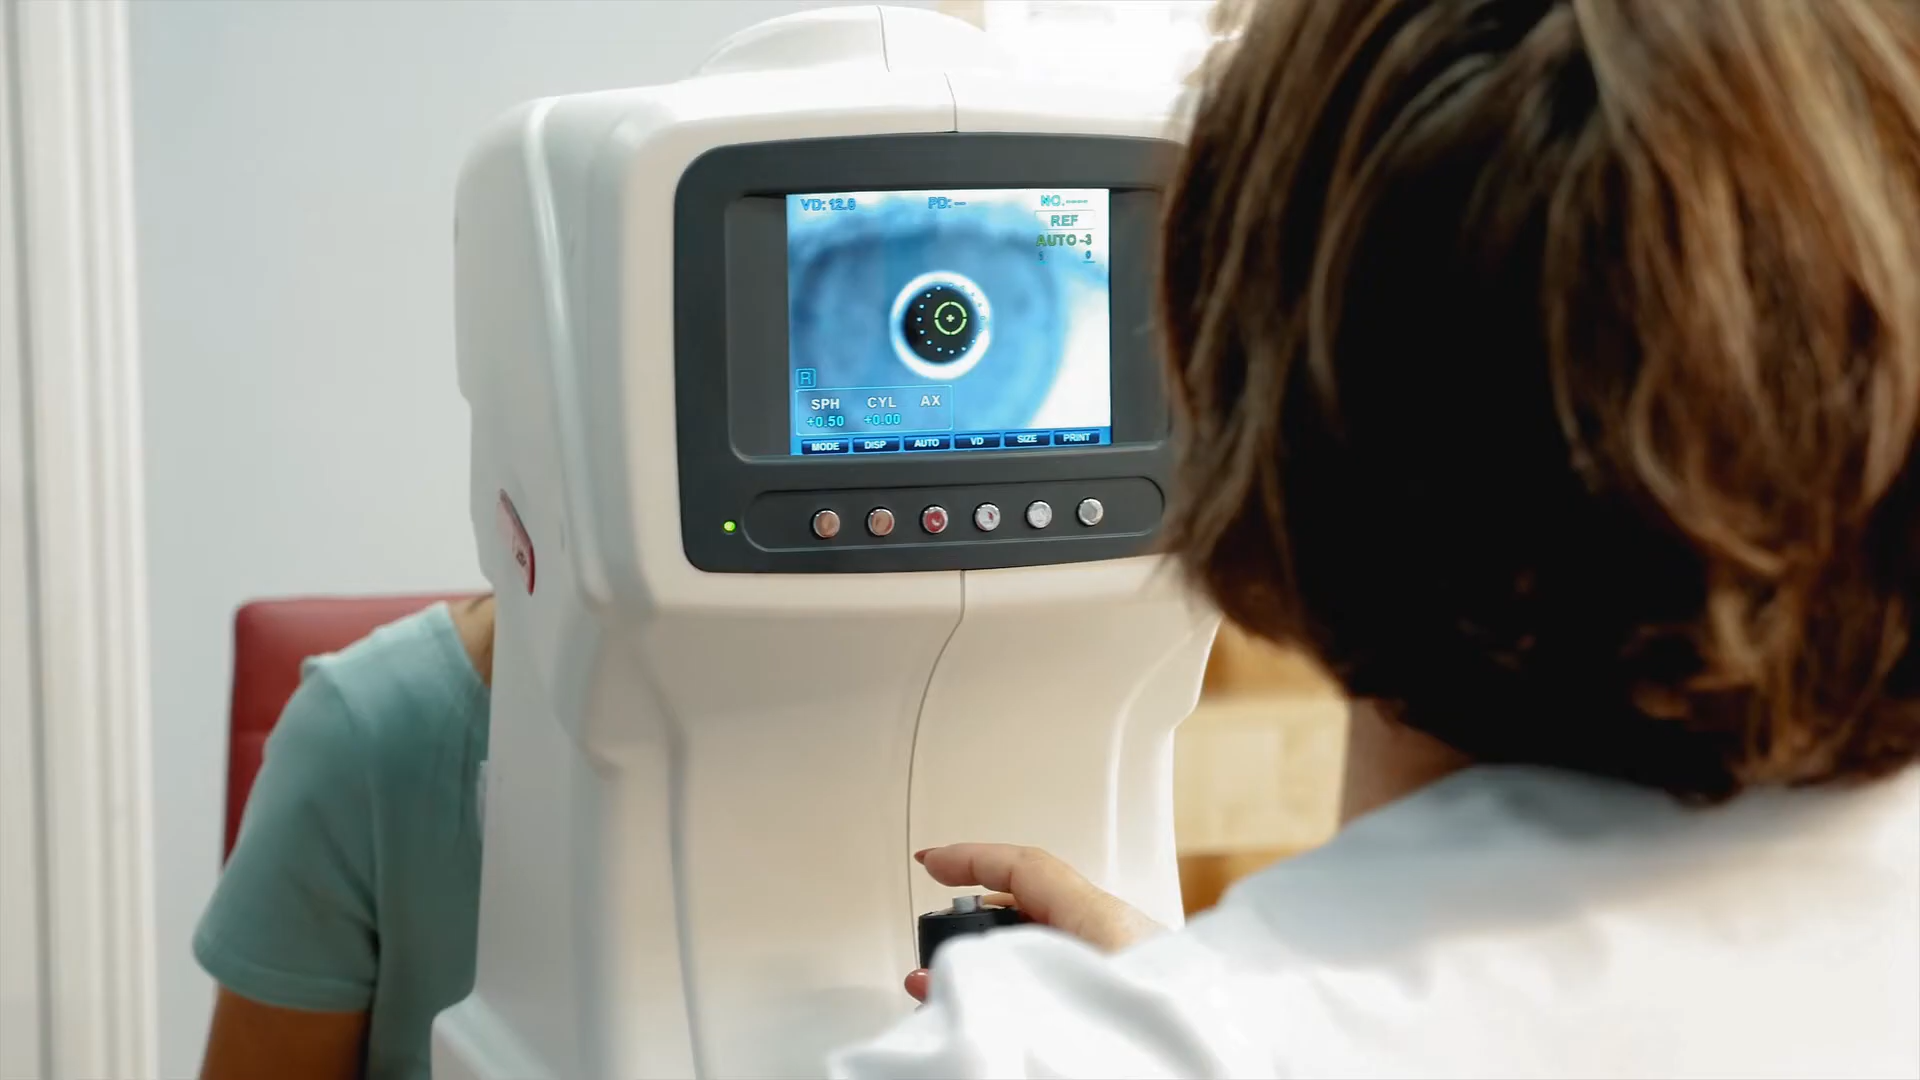 VD: 12.0 PD: -- NO.----
REF
AUTO -3
R
SPH CYL AX
+0.50 +0.00
MODE DISP AUTO VD SIZE PRINT